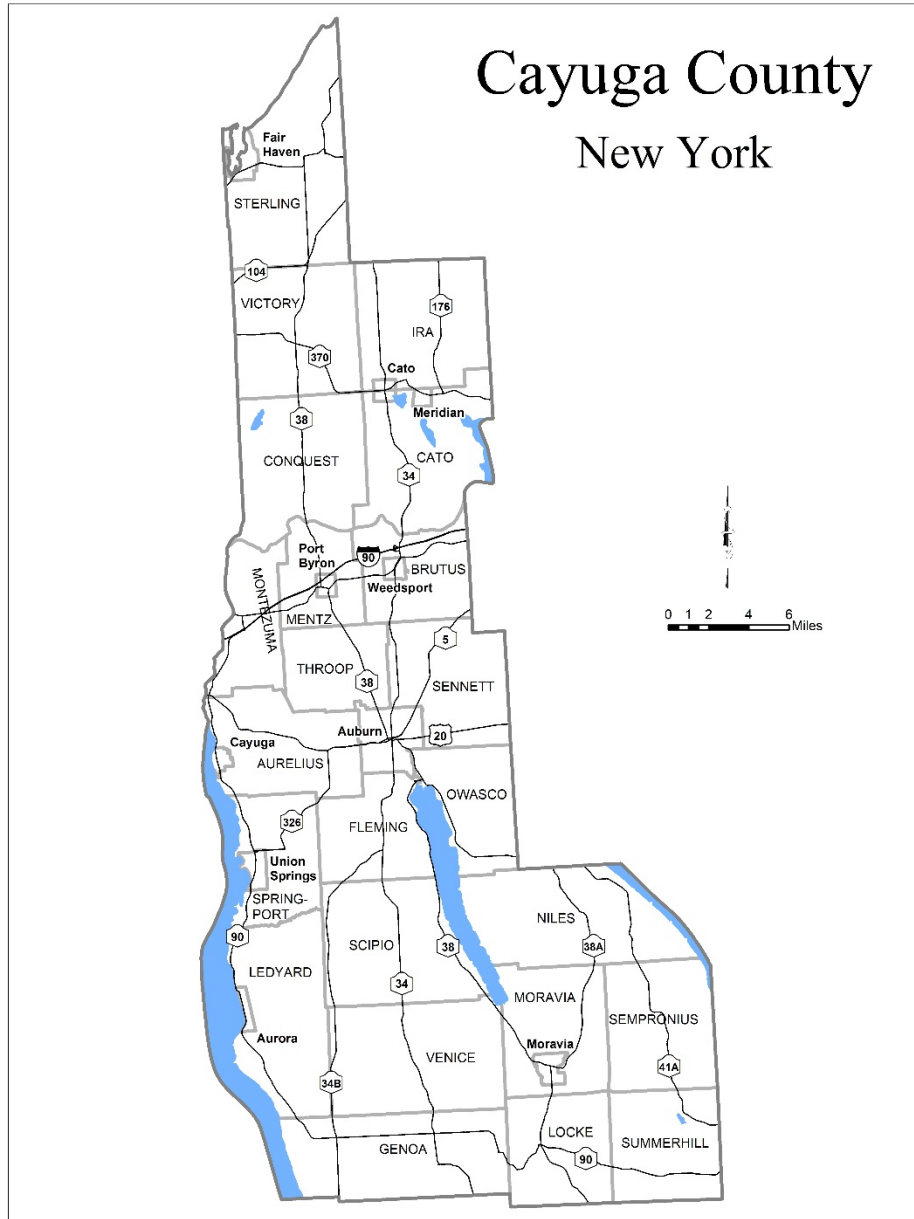 Cayuga County
New York
Fair
Haven
STERLING
104
VICTORY
176
IRA
370
Cato
38
Meridian
CONQUEST
CATO
34
Port
Byron
90
BRUTUS
MONTEZUMA
Weedsport
MENTZ
0 1 2 4 6
Miles
5
THROOP
38
SENNETT
Auburn
20
Cayuga
AURELIUS
OWASCO
326
FLEMING
Union
Springs
SPRING-
PORT
NILES
90
SCIPIO
38
38A
LEDYARD
34
MORAVIA
SEMPRONIUS
Aurora
Moravia
VENICE
41A
34B
LOCKE
SUMMERHILL
GENOA
90